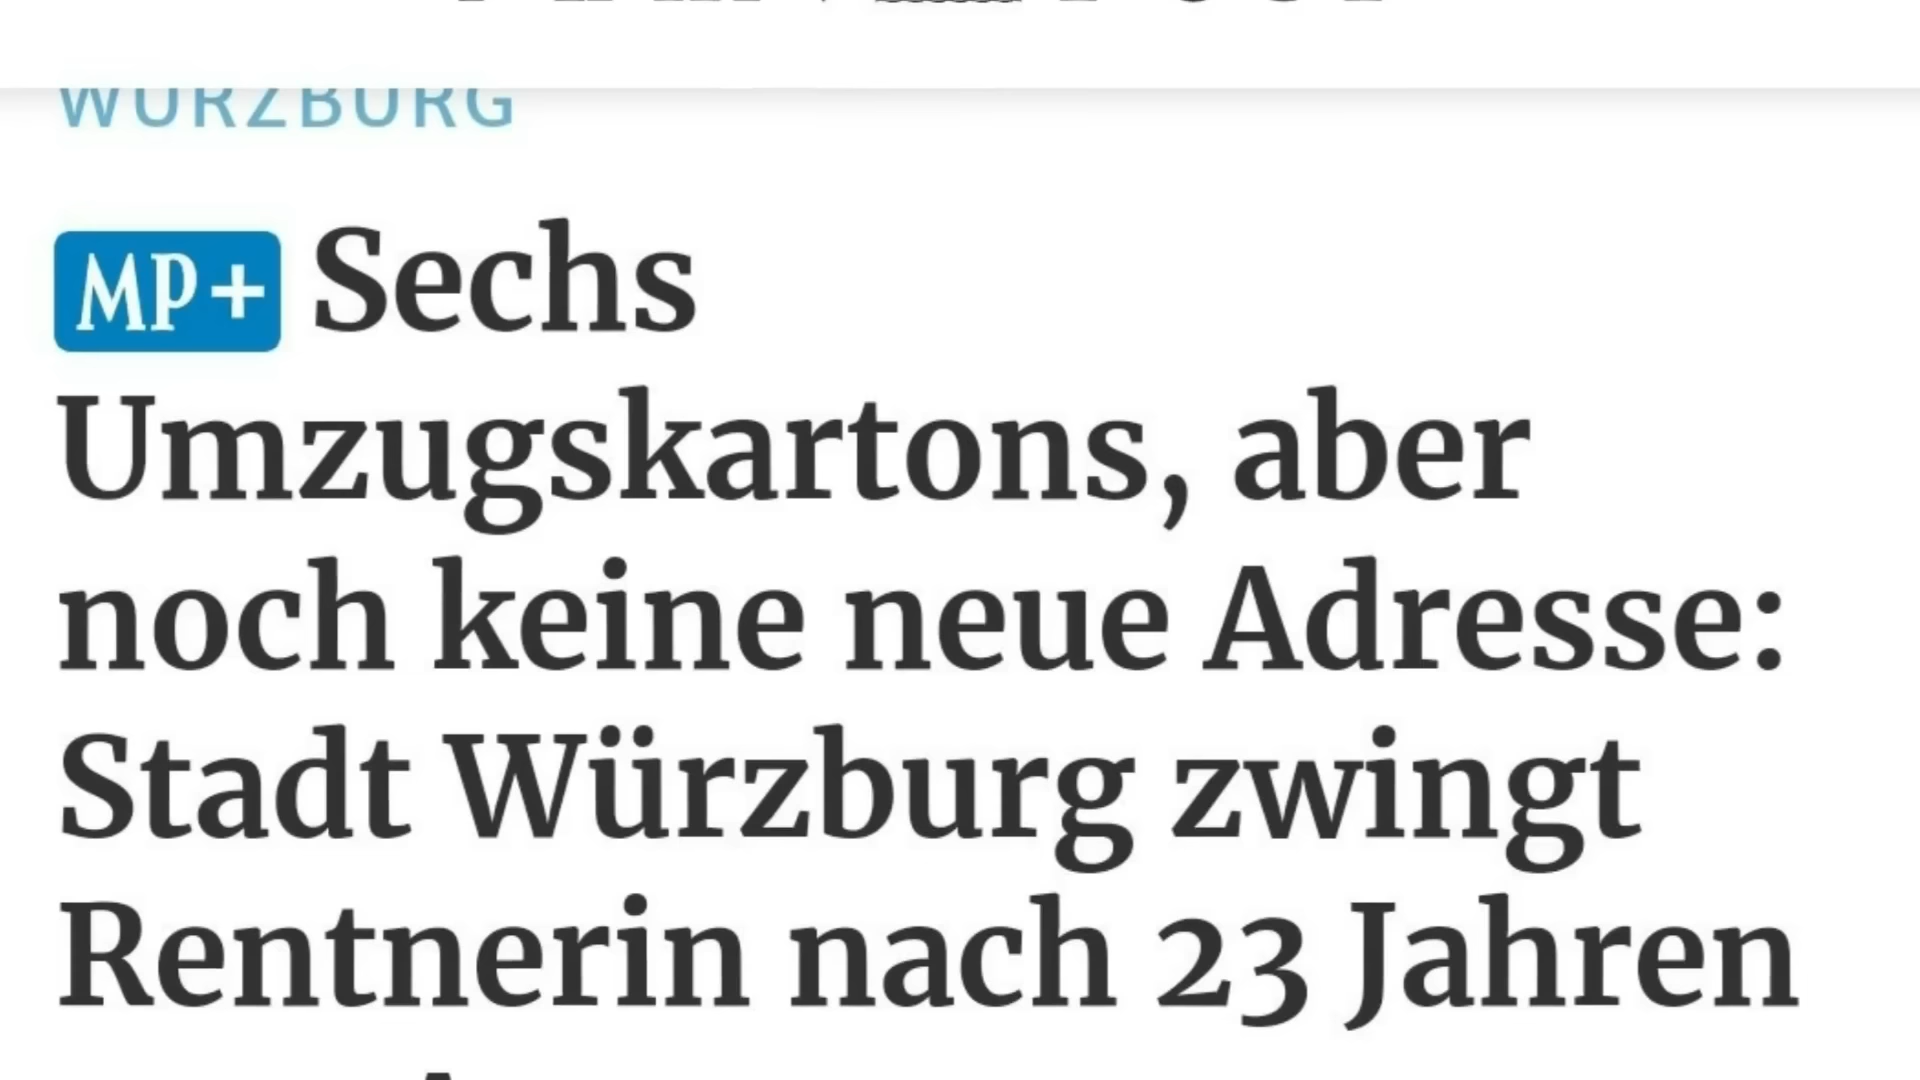 WÜRZBURG
MP+ Sechs
Umzugskartons, aber
noch keine neue Adresse:
Stadt Würzburg zwingt
Rentnerin nach 23 Jahren